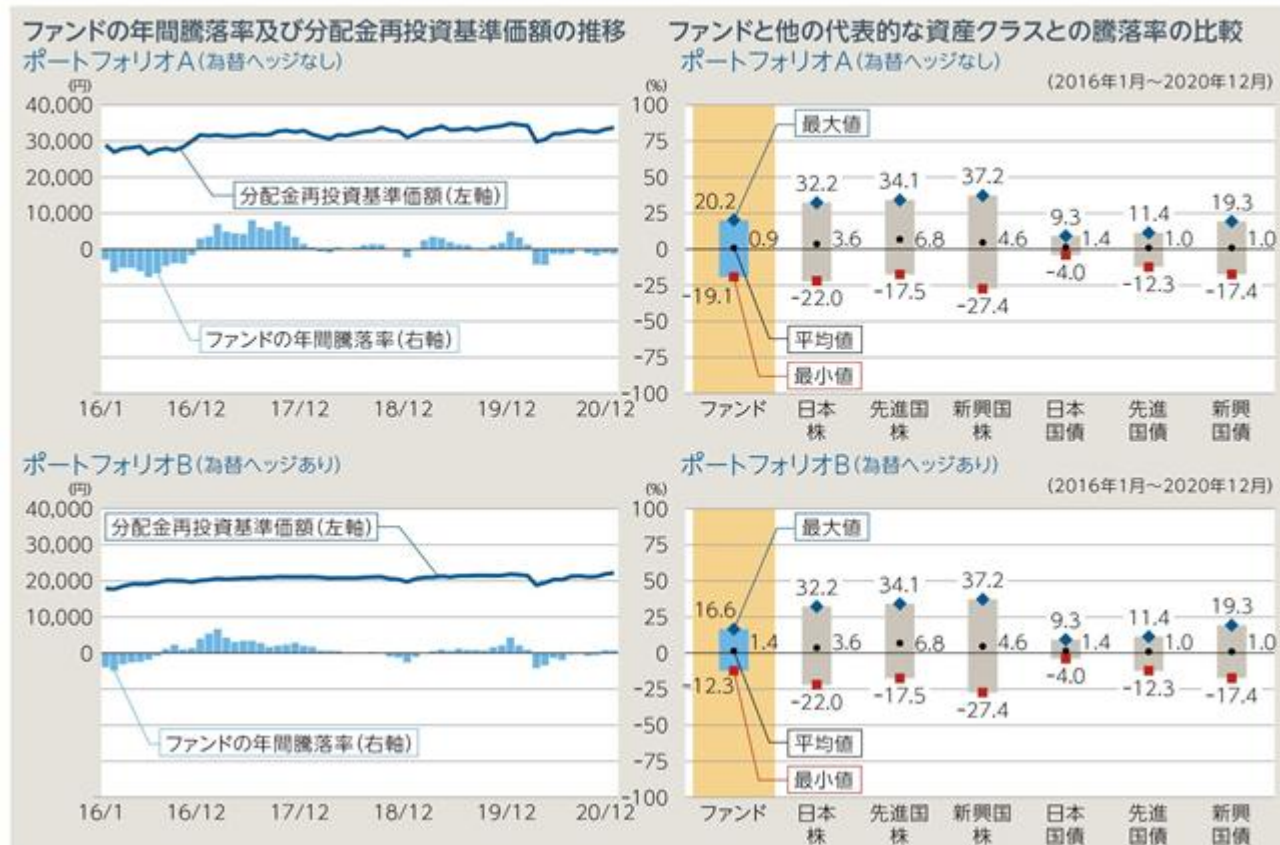 ファンドの年間騰落率及び分配金再投資基準価額の推移
ポートフォリオA(為替ヘッジなし)
(円)
40,000
30,000
20,000
10,000
0
分配金再投資基準価額(左軸)
ファンドの年間騰落率(右軸)
16/1 16/12 17/12 18/12 19/12 20/12
ファンドと他の代表的な資産クラスとの騰落率の比較
ポートフォリオA(為替ヘッジなし)
(2016年1月〜2020年12月)
(%)
100
75
50
25
0
-25
-50
-75
-100
最大値
平均値
最小値
20.2 32.2 34.1 37.2 9.3 11.4 19.3
0.9 3.6 6.8 4.6 1.4 1.0 1.0
-19.1 -22.0 -17.5 -27.4 -4.0 -12.3 -17.4
ファンド 日本 先進国 新興国 日本 先進 新興
株 株 株 国債 国債 国債
ポートフォリオB(為替ヘッジあり)
(円)
40,000
30,000
20,000
10,000
0
分配金再投資基準価額(左軸)
ファンドの年間騰落率(右軸)
16/1 16/12 17/12 18/12 19/12 20/12
ポートフォリオB(為替ヘッジあり)
(2016年1月〜2020年12月)
(%)
100
75
50
25
0
-25
-50
-75
-100
最大値
平均値
最小値
16.6 32.2 34.1 37.2 9.3 11.4 19.3
1.4 3.6 6.8 4.6 1.4 1.0 1.0
-12.3 -22.0 -17.5 -27.4 -4.0 -12.3 -17.4
ファンド 日本 先進国 新興国 日本 先進 新興
株 株 株 国債 国債 国債